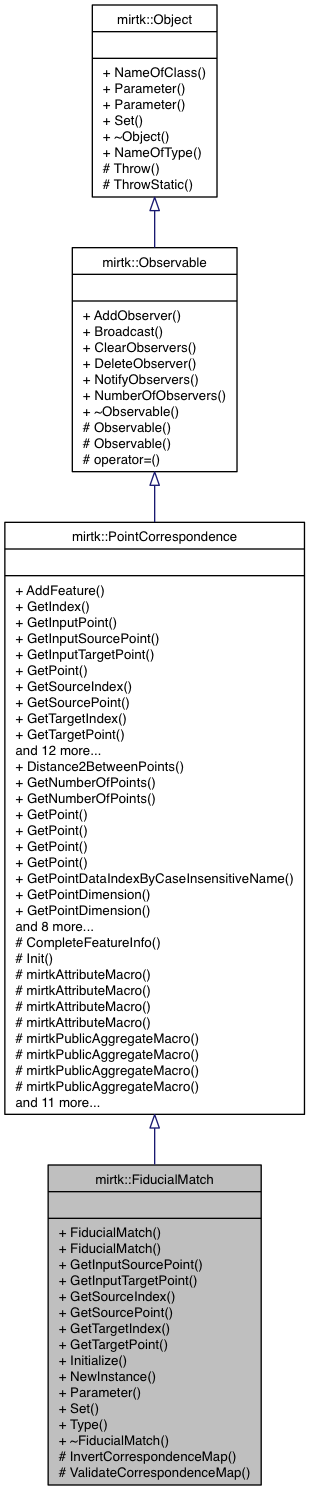 mirtk::Object
+ NameOfClass()
+ Parameter()
+ Parameter()
+ Set()
+ ~Object()
+ NameOfType()
# Throw()
# ThrowStatic()
mirtk::Observable
+ AddObserver()
+ Broadcast()
+ ClearObservers()
+ DeleteObserver()
+ NotifyObservers()
+ NumberOfObservers()
+ ~Observable()
# Observable()
# Observable()
# operator=()
mirtk::PointCorrespondence
+ AddFeature()
+ GetIndex()
+ GetInputPoint()
+ GetInputSourcePoint()
+ GetInputTargetPoint()
+ GetPoint()
+ GetSourceIndex()
+ GetSourcePoint()
+ GetTargetIndex()
+ GetTargetPoint()
and 12 more...
+ Distance2BetweenPoints()
+ GetNumberOfPoints()
+ GetNumberOfPoints()
+ GetPoint()
+ GetPoint()
+ GetPoint()
+ GetPoint()
+ GetPointDataIndexByCaseInsensitiveName()
+ GetPointDimension()
+ GetPointDimension()
and 8 more...
# CompleteFeatureInfo()
# Init()
# mirtkAttributeMacro()
# mirtkAttributeMacro()
# mirtkAttributeMacro()
# mirtkAttributeMacro()
# mirtkPublicAggregateMacro()
# mirtkPublicAggregateMacro()
# mirtkPublicAggregateMacro()
# mirtkPublicAggregateMacro()
and 11 more...
mirtk::FiducialMatch
+ FiducialMatch()
+ FiducialMatch()
+ GetInputSourcePoint()
+ GetInputTargetPoint()
+ GetSourceIndex()
+ GetSourcePoint()
+ GetTargetIndex()
+ GetTargetPoint()
+ Initialize()
+ NewInstance()
+ Parameter()
+ Set()
+ Type()
+ ~FiducialMatch()
# InvertCorrespondenceMap()
# ValidateCorrespondenceMap()